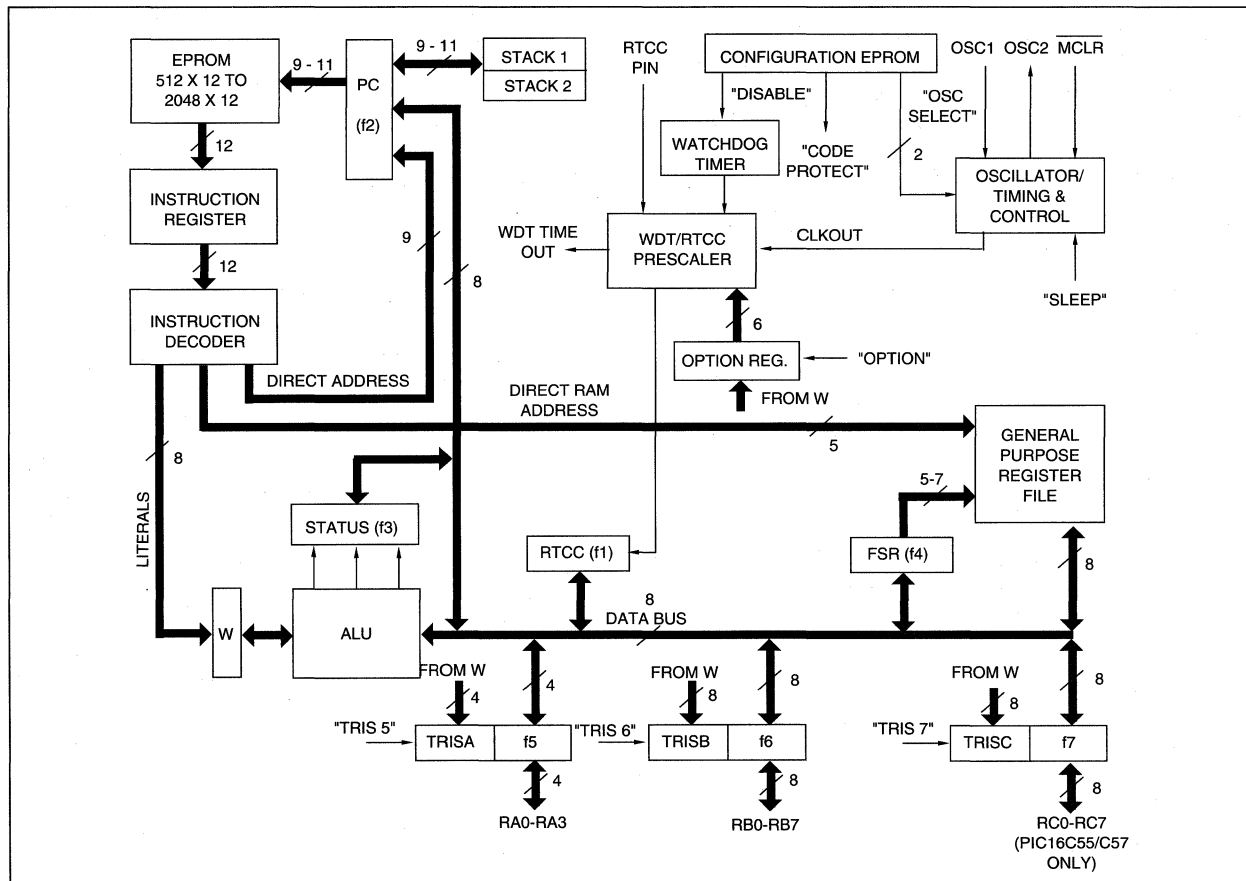 EPROM
512 X 12 TO
2048 X 12
9 - 11
PC
(f2)
9 - 11
STACK 1
STACK 2
RTCC
PIN
CONFIGURATION EPROM
OSC1
OSC2
MCLR
"DISABLE"
"OSC
SELECT"
12
WATCHDOG
TIMER
"CODE
PROTECT"
2
INSTRUCTION
REGISTER
OSCILLATOR/
TIMING &
CONTROL
9
WDT TIME
OUT
WDT/RTCC
PRESCALER
CLKOUT
12
8
"SLEEP"
INSTRUCTION
DECODER
6
OPTION REG.
"OPTION"
DIRECT ADDRESS
DIRECT RAM
ADDRESS
FROM W
5
8
GENERAL
PURPOSE
REGISTER
FILE
LITERALS
5-7
STATUS (f3)
RTCC (f1)
FSR (f4)
8
W
ALU
8
DATA BUS
FROM W
4
4
FROM W
8
8
FROM W
8
8
"TRIS 5"
TRISA
f5
"TRIS 6"
TRISB
f6
"TRIS 7"
TRISC
f7
4
8
8
RA0-RA3
RB0-RB7
RC0-RC7
(PIC16C55/C57
ONLY)